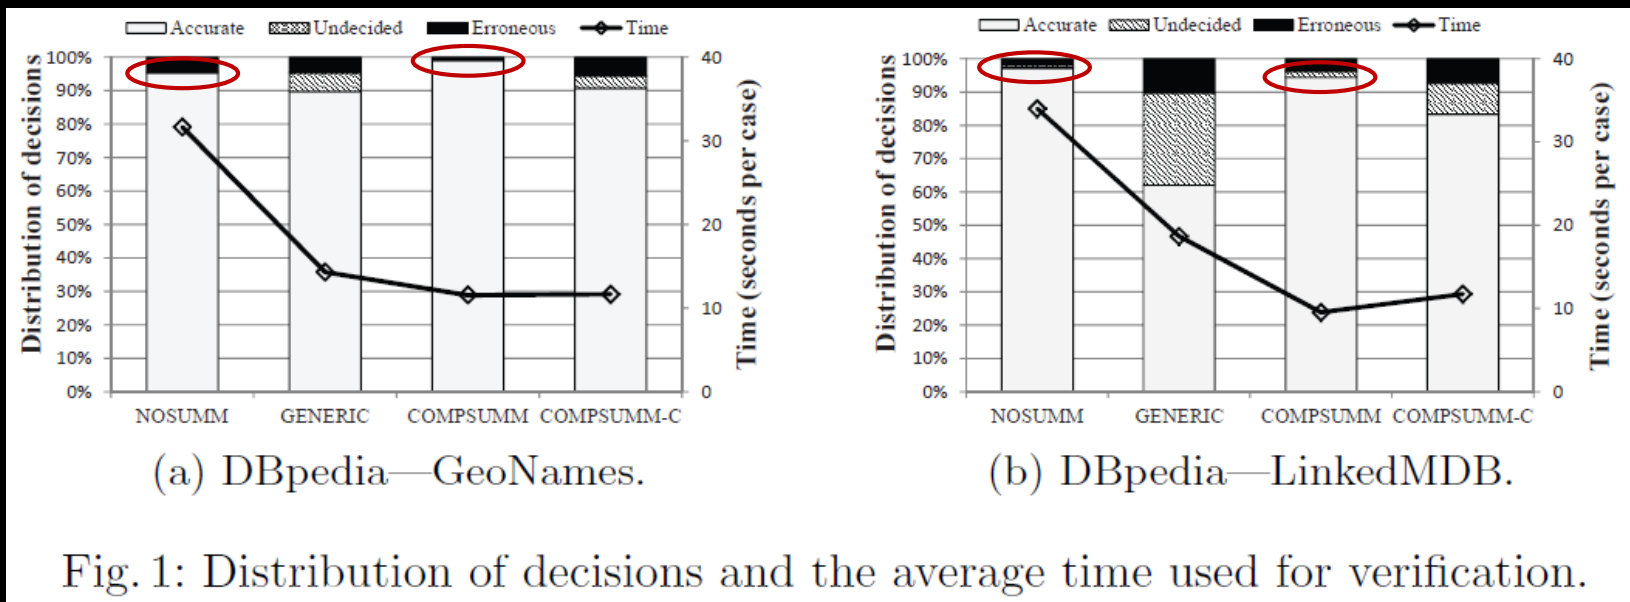 Accurate Undecided Erroneous Time
Distribution of decisions
100%
90%
80%
70%
60%
50%
40%
30%
20%
10%
0%
40
30
20
10
0
Time (seconds per case)
NOSUMM GENERIC COMPSUMM COMPSUMM-C
(a) DBpedia—GeoNames.
Accurate Undecided Erroneous Time
Distribution of decisions
100%
90%
80%
70%
60%
50%
40%
30%
20%
10%
0%
40
30
20
10
0
Time (seconds per case)
NOSUMM GENERIC COMPSUMM COMPSUMM-C
(b) DBpedia—LinkedMDB.
Fig. 1: Distribution of decisions and the average time used for verification.